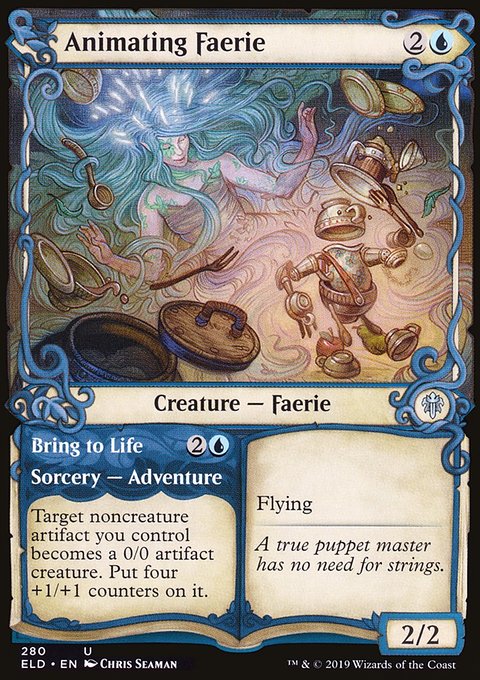 Animating Faerie 2
Creature — Faerie
Bring to Life 2
Sorcery — Adventure
Target noncreature
artifact you control
becomes a 0/0 artifact
creature. Put four
+1/+1 counters on it.
Flying
A true puppet master
has no need for strings.
2/2
280 U
ELD • EN Chris Seaman
™ & © 2019 Wizards of the Coast